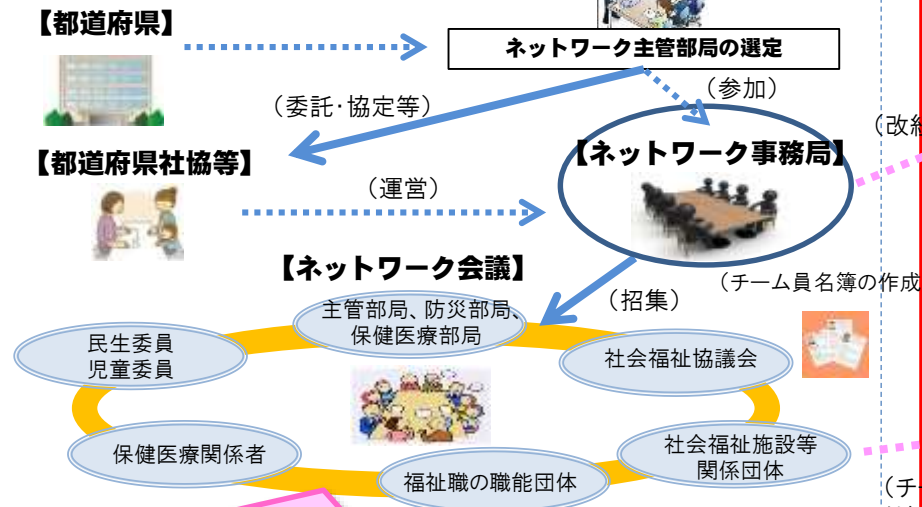 【都道府県】
ネットワーク主管部局の選定
（参加）
（委託・協定等）
【都道府県社協等】
【ネットワーク事務局】
（運営）
【ネットワーク会議】
（招集）
（チーム員名簿の作成
主管部局、防災部局、
保健医療部局
民生委員
児童委員
社会福祉協議会
保健医療関係者
福祉職の職能団体
社会福祉施設等
関係団体
（改
（チ